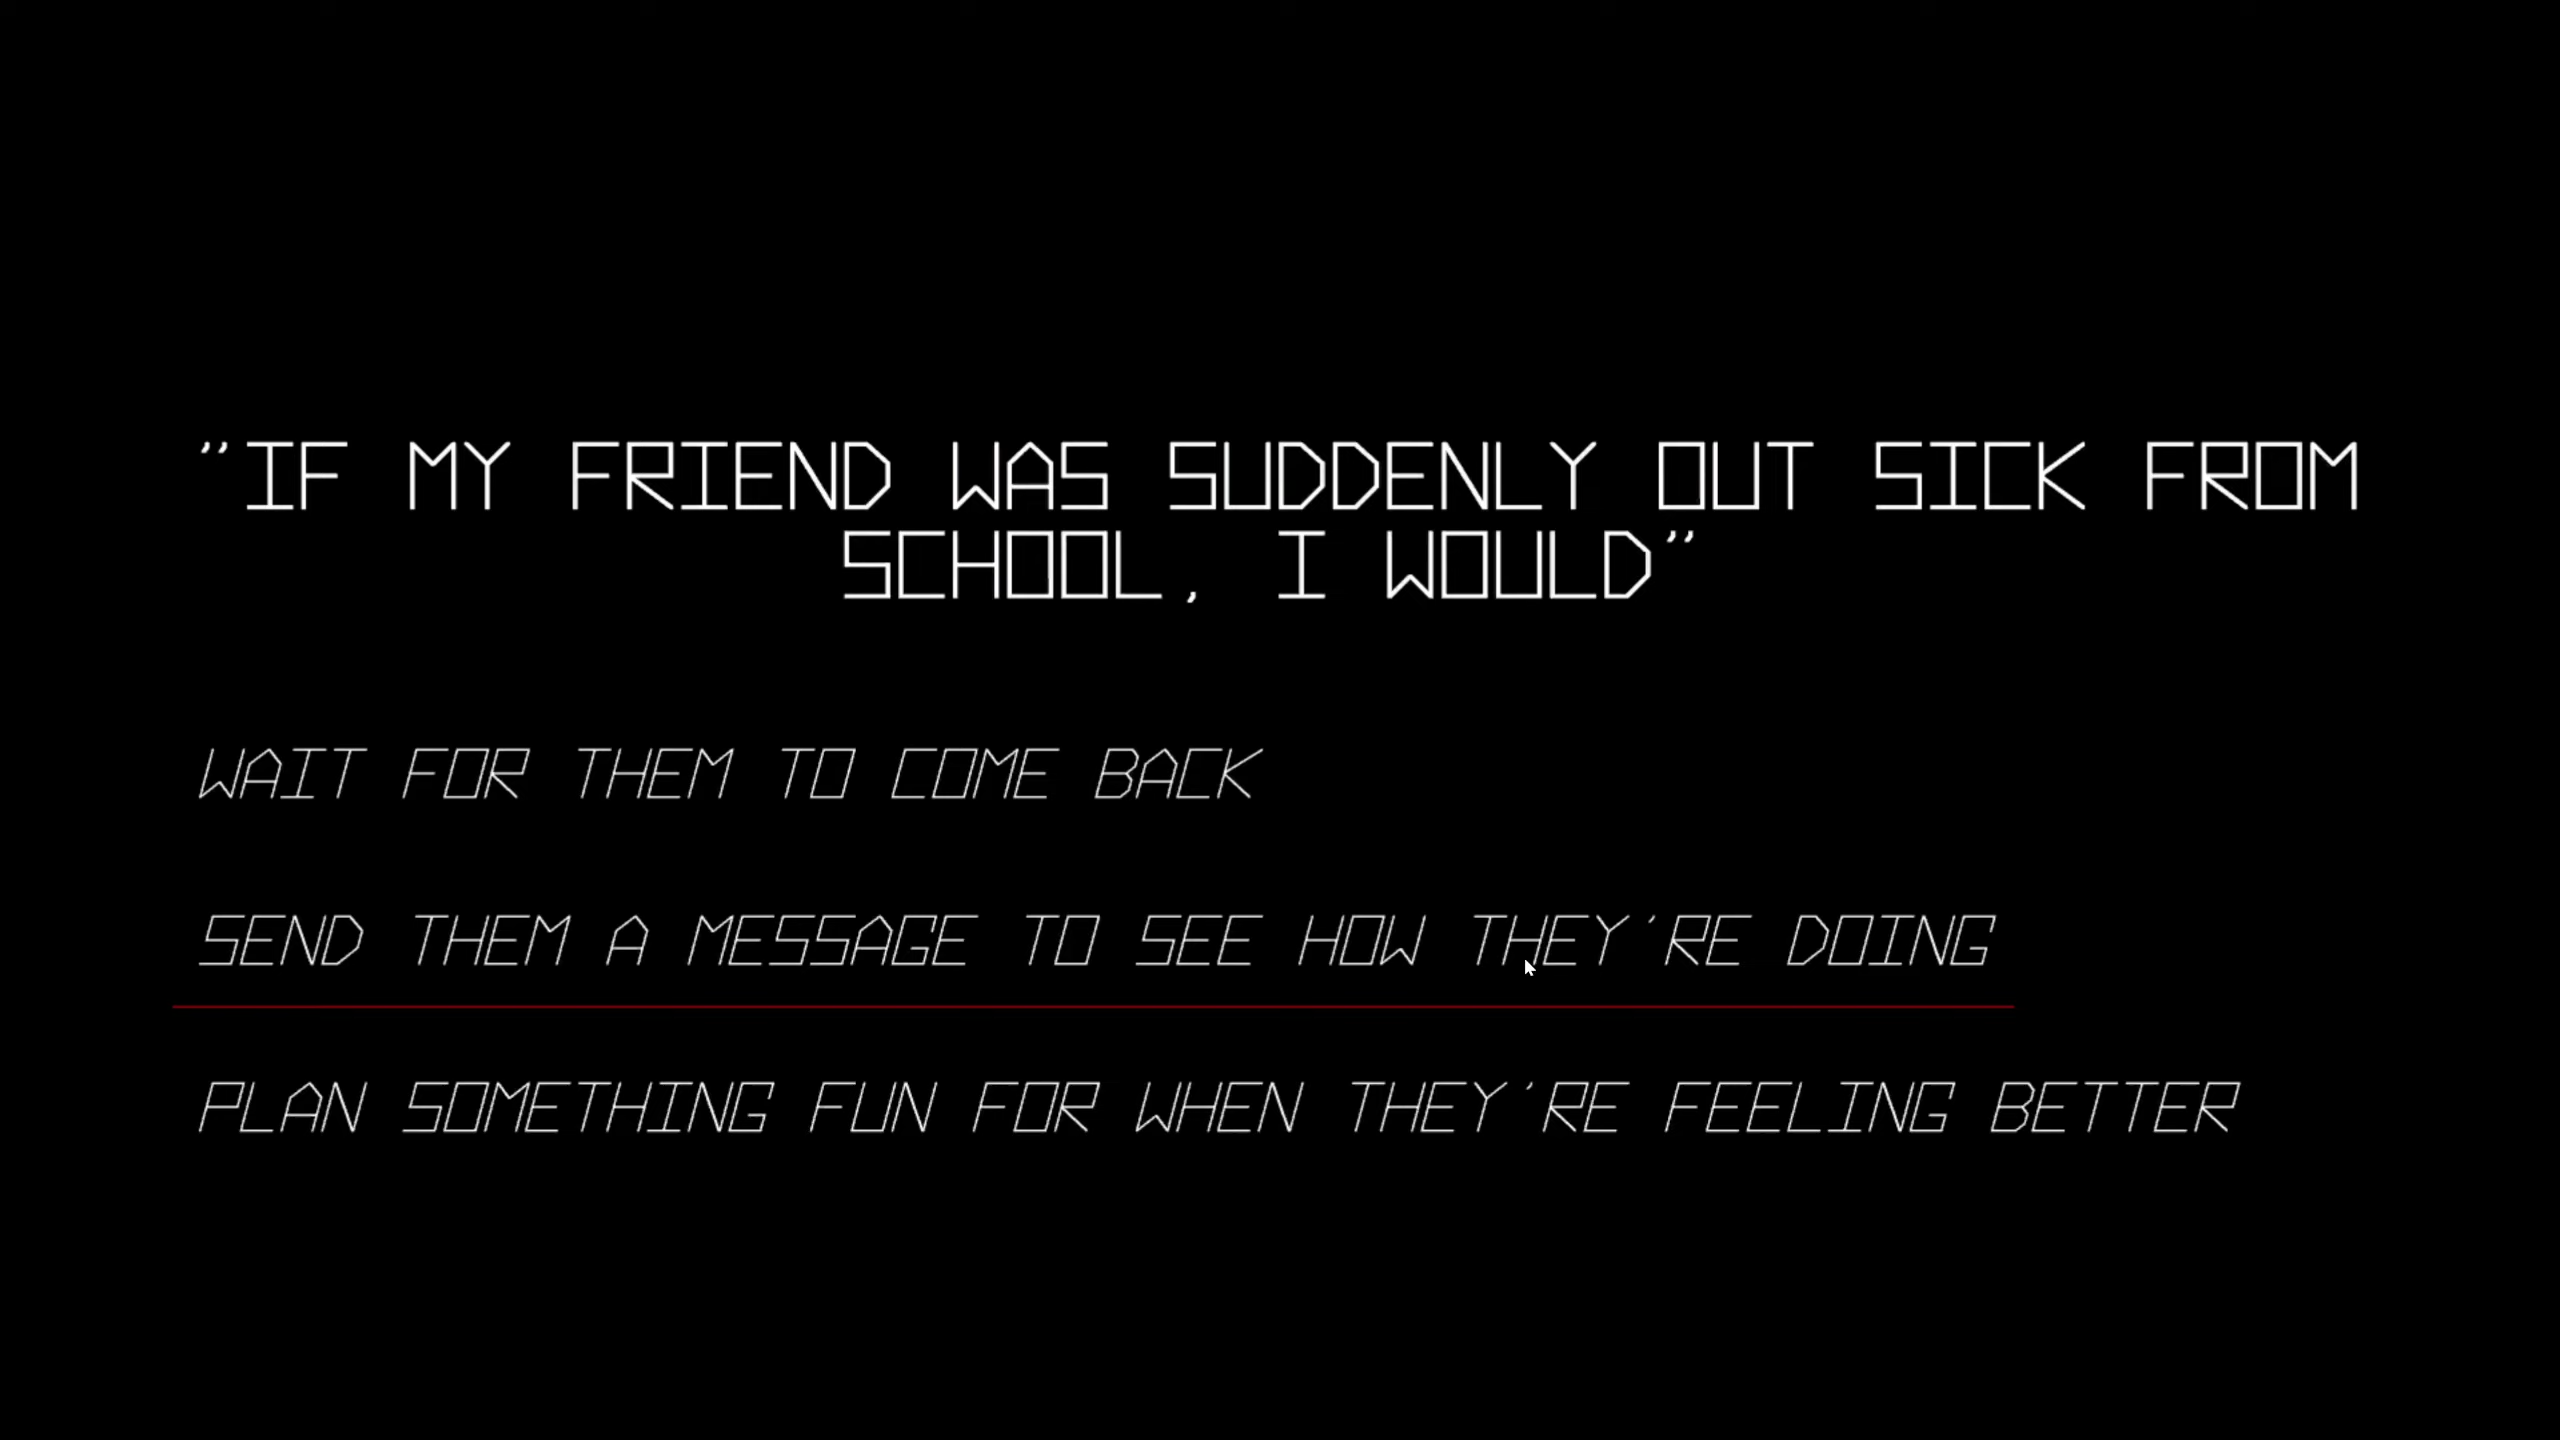 "IF MY FRIEND WAS SUDDENLY OUT SICK FROM
SCHOOL, I WOULD"
WAIT FOR THEM TO COME BACK
SEND THEM A MESSAGE TO SEE HOW THEY'RE DOING
PLAN SOMETHING FUN FOR WHEN THEY'RE FEELING BETTER